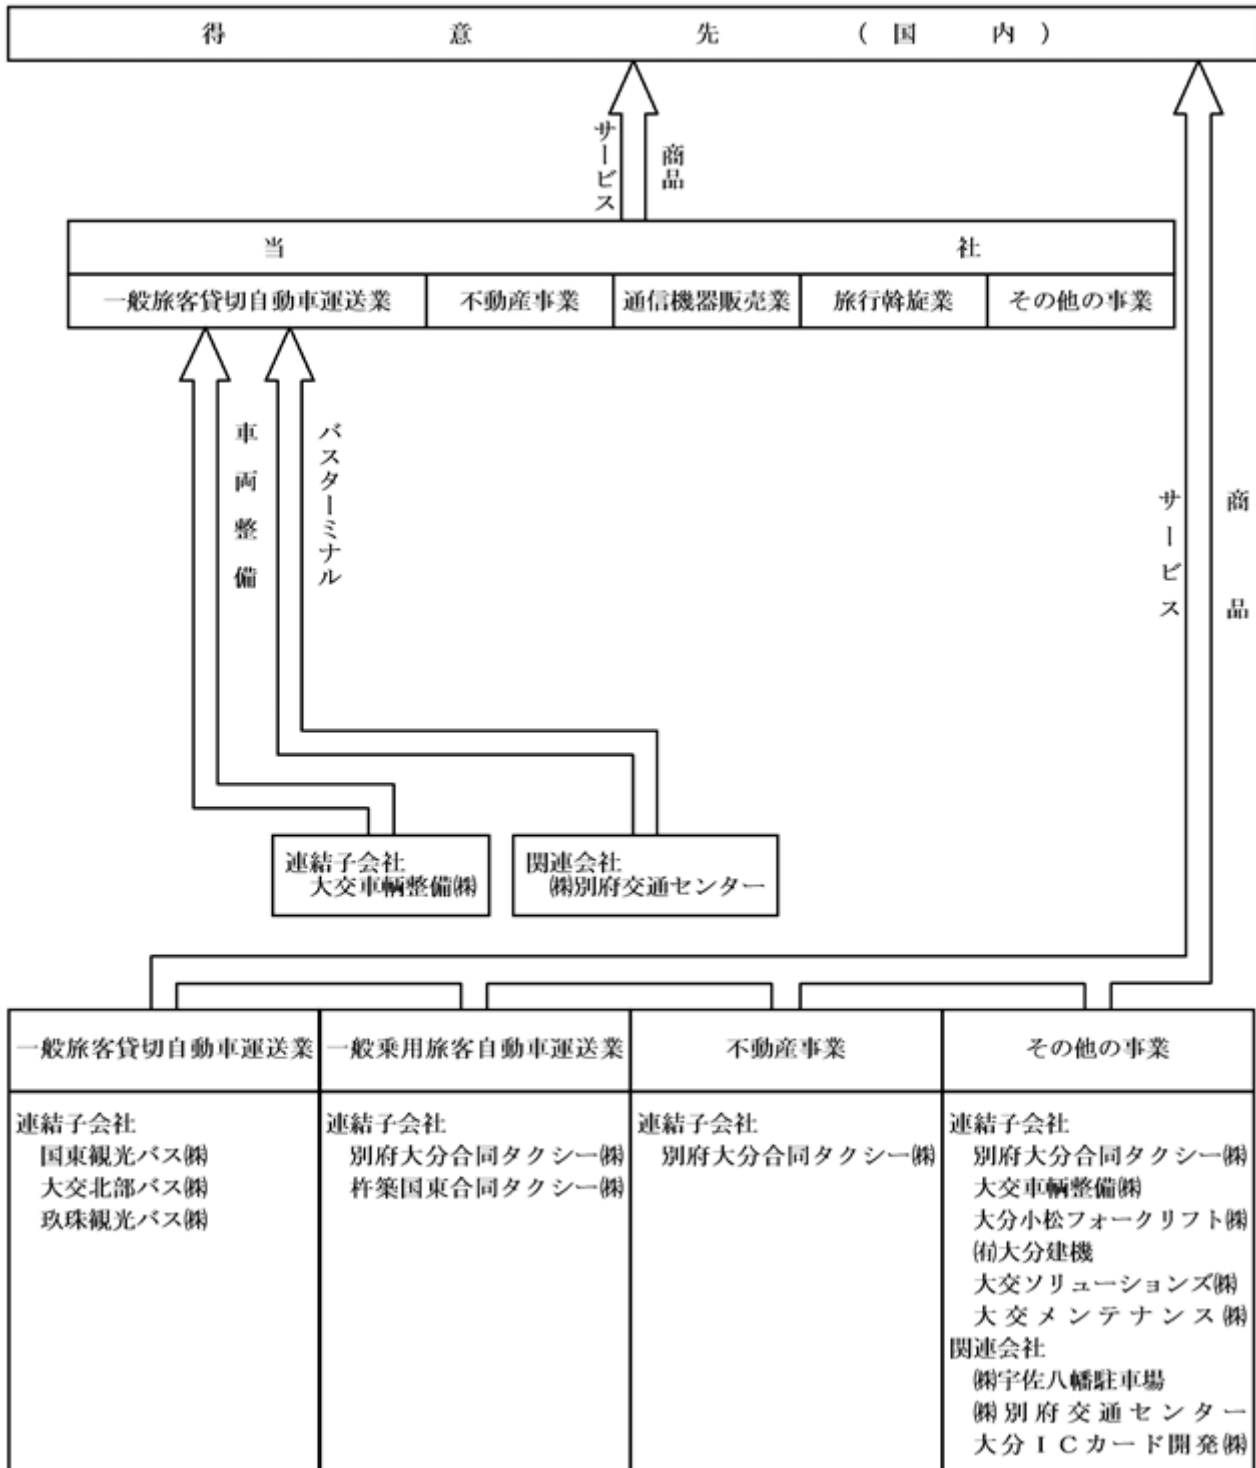 得意先(国内)
サービス
商品
当社
一般旅客貸切自動車運送業
不動産事業
通信機器販売業
旅行斡旋業
その他の事業
車両整備
バスターミナル
サービス
商品
連結子会社
大交車輌整備㈱
関連会社
㈱別府交通センター
一般旅客貸切自動車運送業
連結子会社
国東観光バス㈱
大交北部バス㈱
玖珠観光バス㈱
一般乗用旅客自動車運送業
連結子会社
別府大分合同タクシー㈱
杵築国東合同タクシー㈱
不動産事業
連結子会社
別府大分合同タクシー㈱
その他の事業
連結子会社
別府大分合同タクシー㈱
大交車輌整備㈱
大分小松フォークリフト㈱
㈲大分建機
大交ソリューションズ㈱
大交メンテナンス㈱
関連会社
㈱宇佐八幡駐車場
㈱別府交通センター
大分ICカード開発㈱